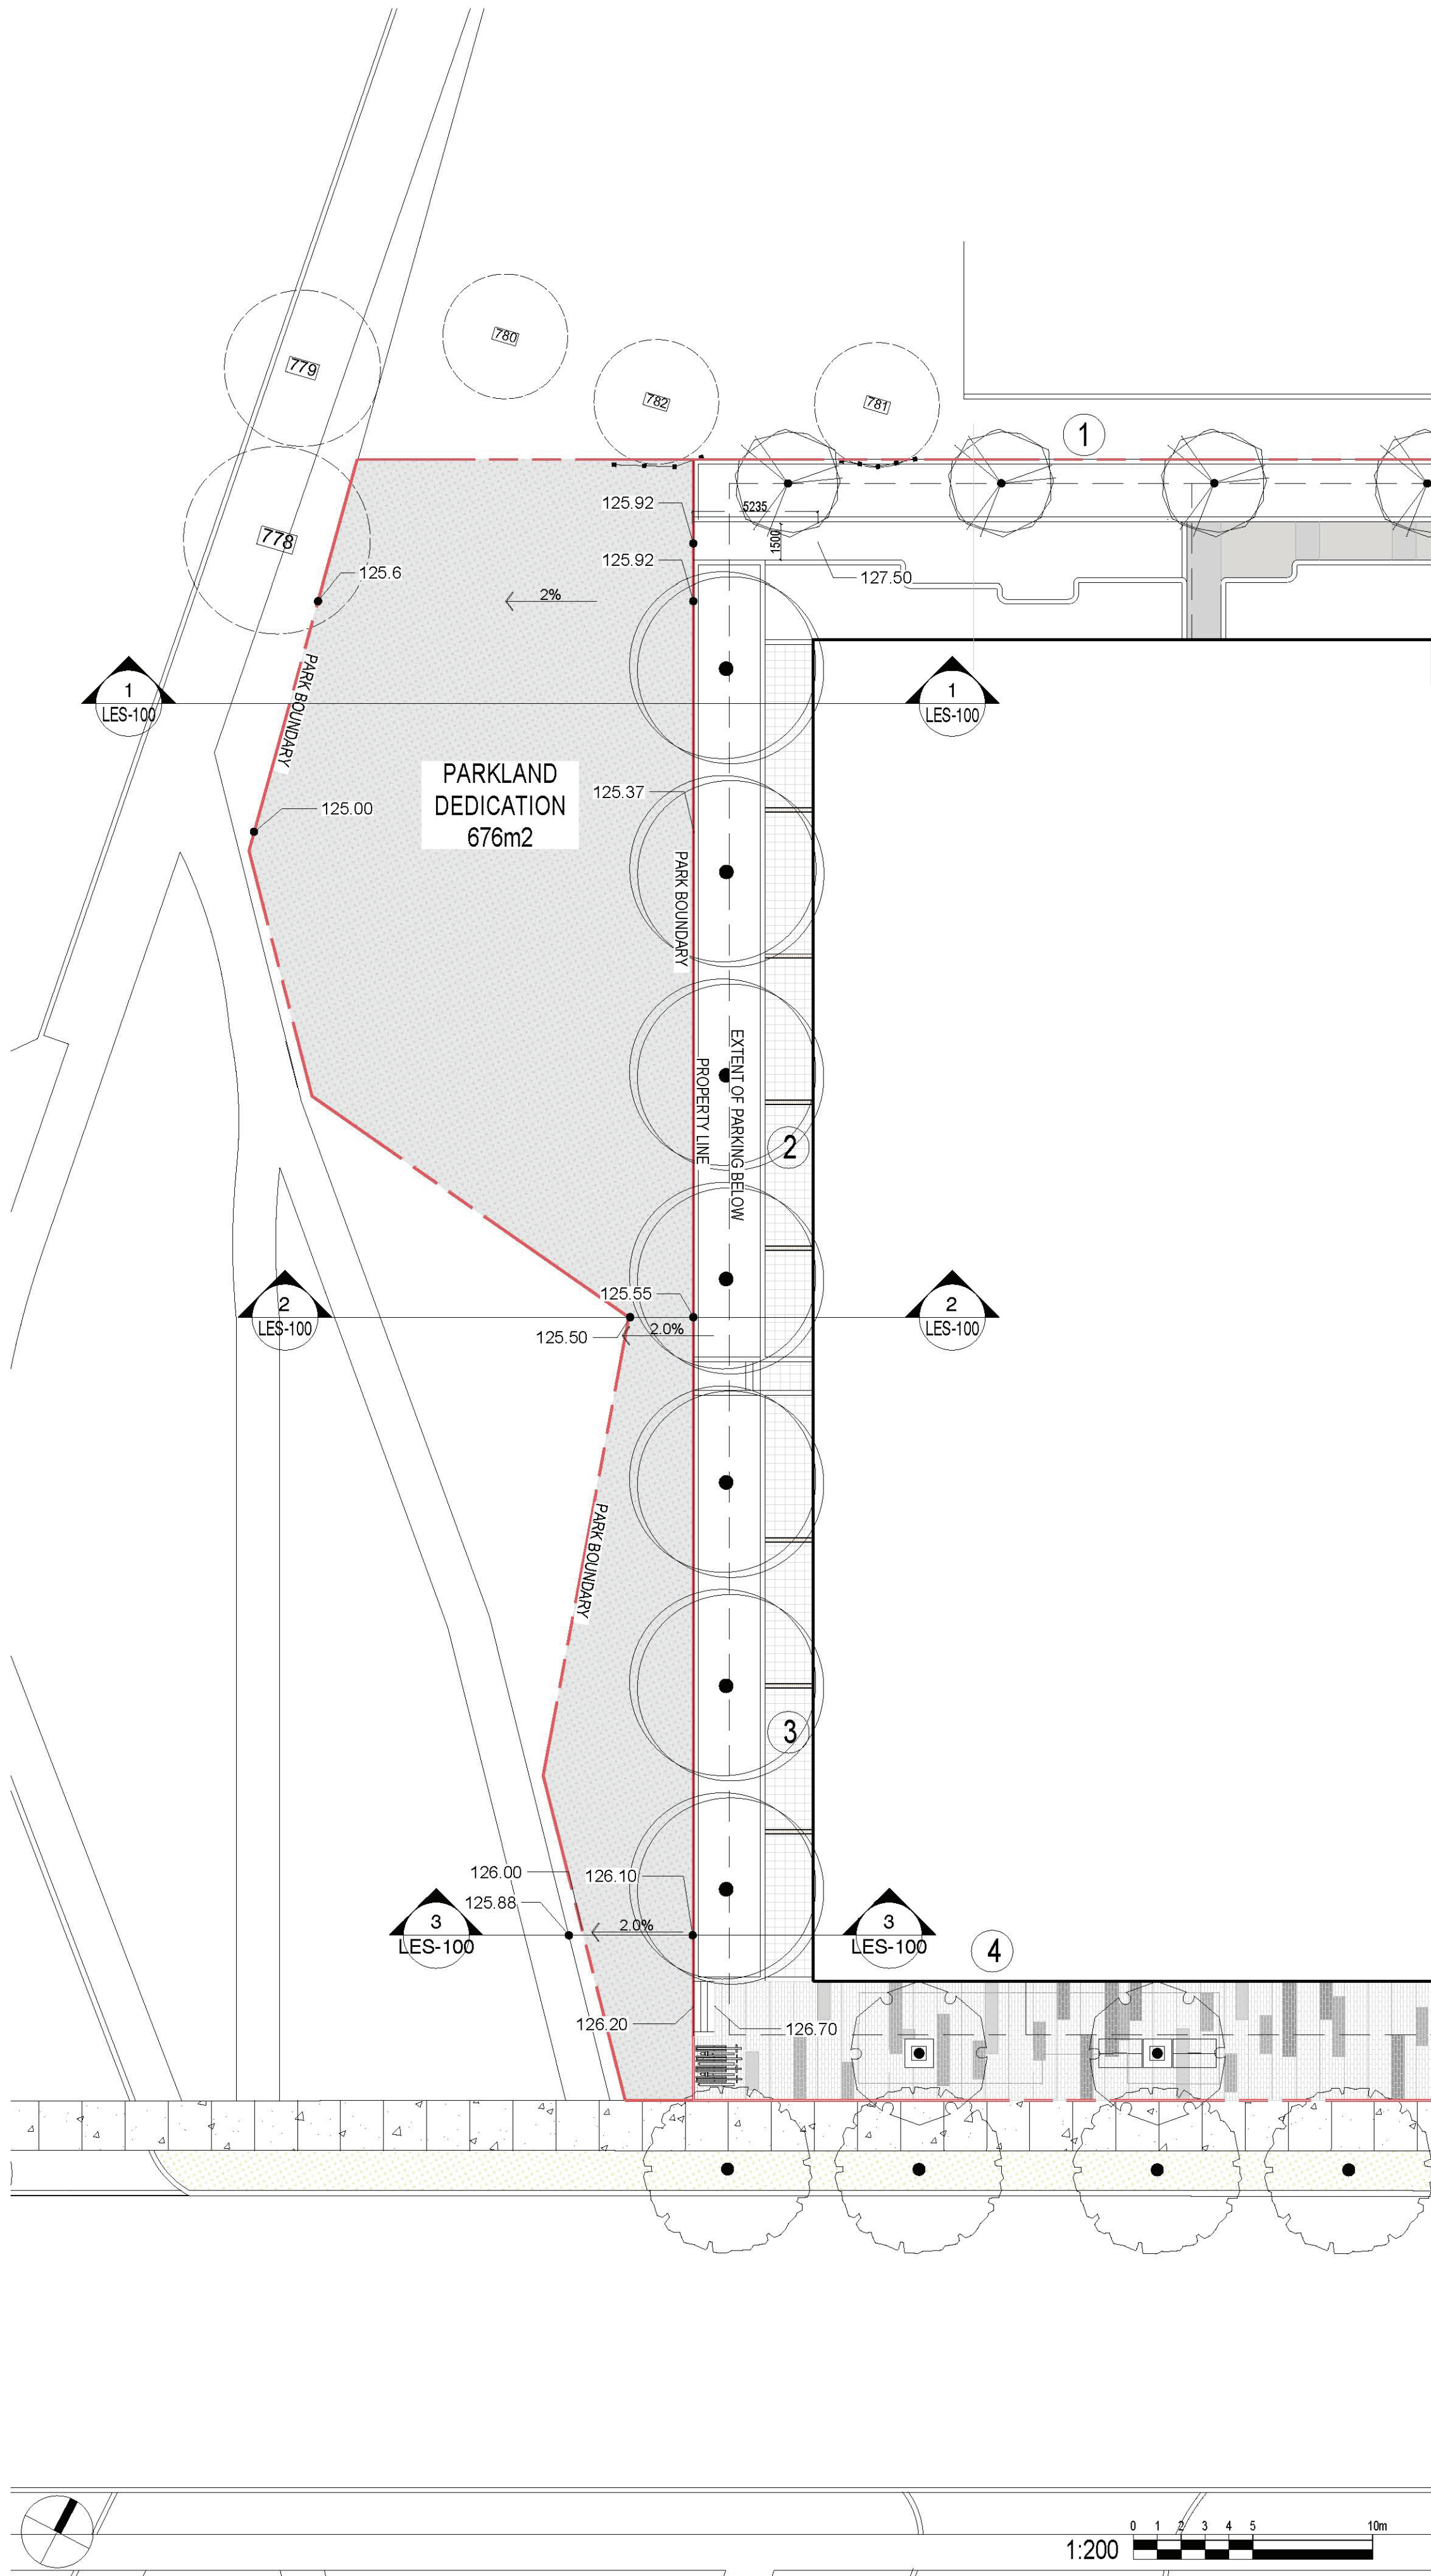 780
779
782
781
1
5235
125.92
778
1500
125.92
125.6
127.50
2%
PARK BOUNDARY
1
LES-100
1
LES-100
PARKLAND
DEDICATION
676m2
125.37
125.00
PARK BOUNDARY
EXTENT OF PARKING BELOW
PROPERTY LINE
2
125.55
2
LES-100
2
LES-100
125.50
2.0%
PARK BOUNDARY
3
126.00
126.10
125.88
3
LES-100
2.0%
3
LES-100
4
126.20
126.70
0 1 2 3 4 5 10m
1:200